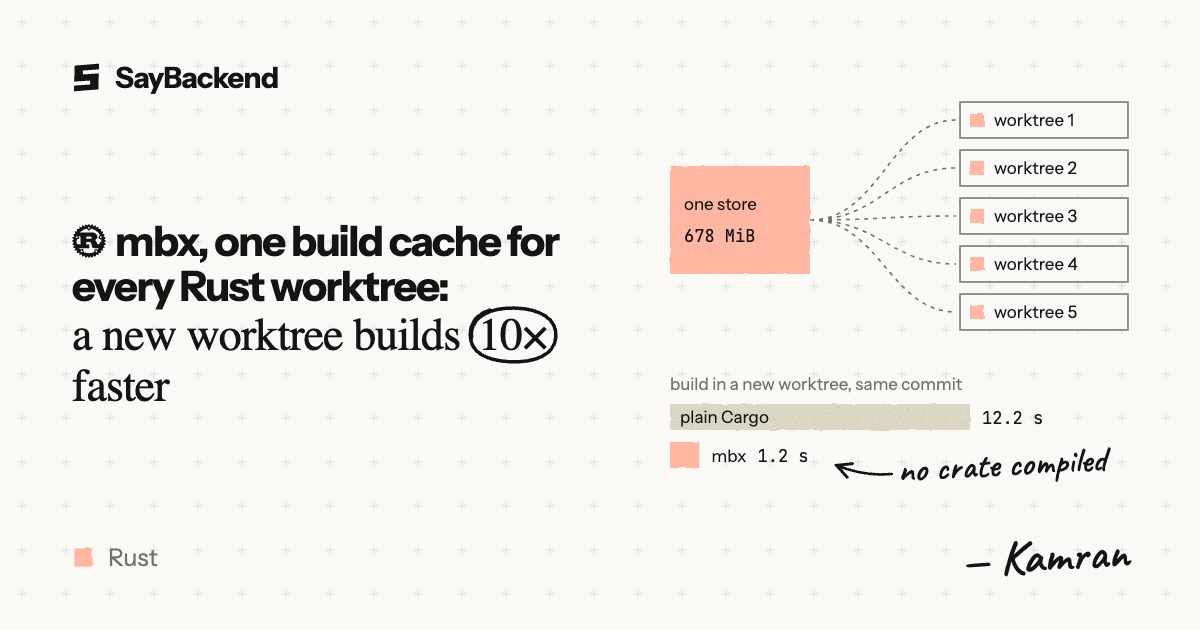 SayBackend
mbx, one build cache for
every Rust worktree:
a new worktree builds 10×
faster
Rust
one store
678 MiB
worktree 1
worktree 2
worktree 3
worktree 4
worktree 5
build in a new worktree, same commit
plain Cargo 12.2 s
mbx 1.2 s
no crate compiled
— Kamran